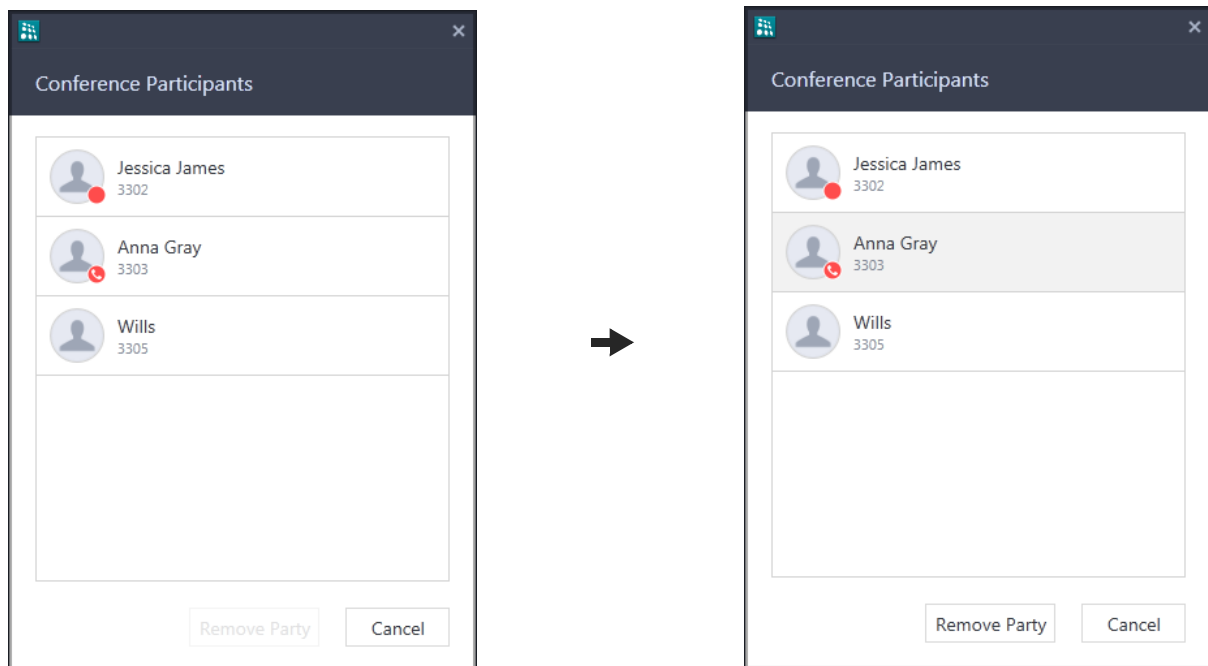 Conference Participants
Jessica James
3302
Anna Gray
3303
Wills
3305
Remove Party
Cancel
Conference Participants
Jessica James
3302
Anna Gray
3303
Wills
3305
Remove Party
Cancel